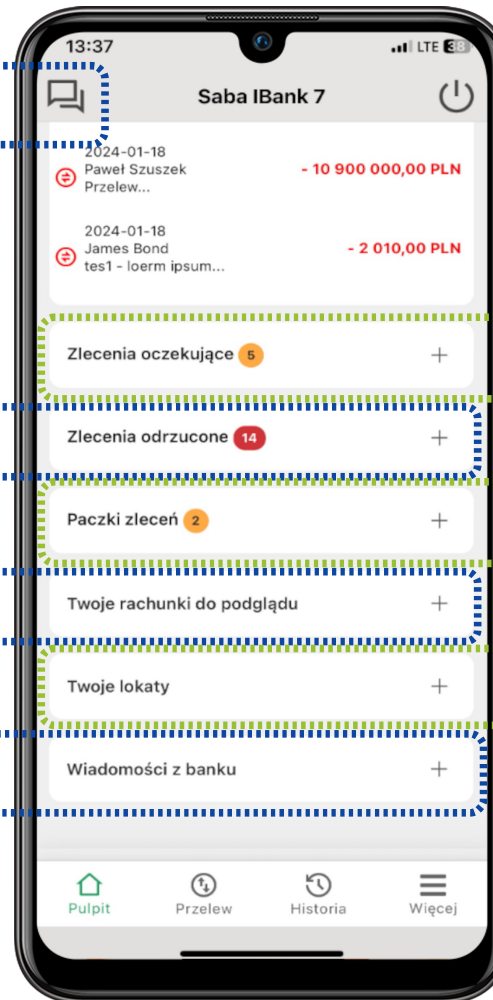 13:37
LTE 38
Saba IBank 7
2024-01-18
Paweł Szuszek
- 10 900 000,00 PLN
Przelew...
2024-01-18
James Bond
- 2 010,00 PLN
tes1 - loerm ipsum...
Zlecenia oczekujące 5
Zlecenia odrzucone 14
Paczki zleceń 2
Twoje rachunki do podglądu
Twoje lokaty
Wiadomości z banku
Pulpit Przelew Historia Więcej